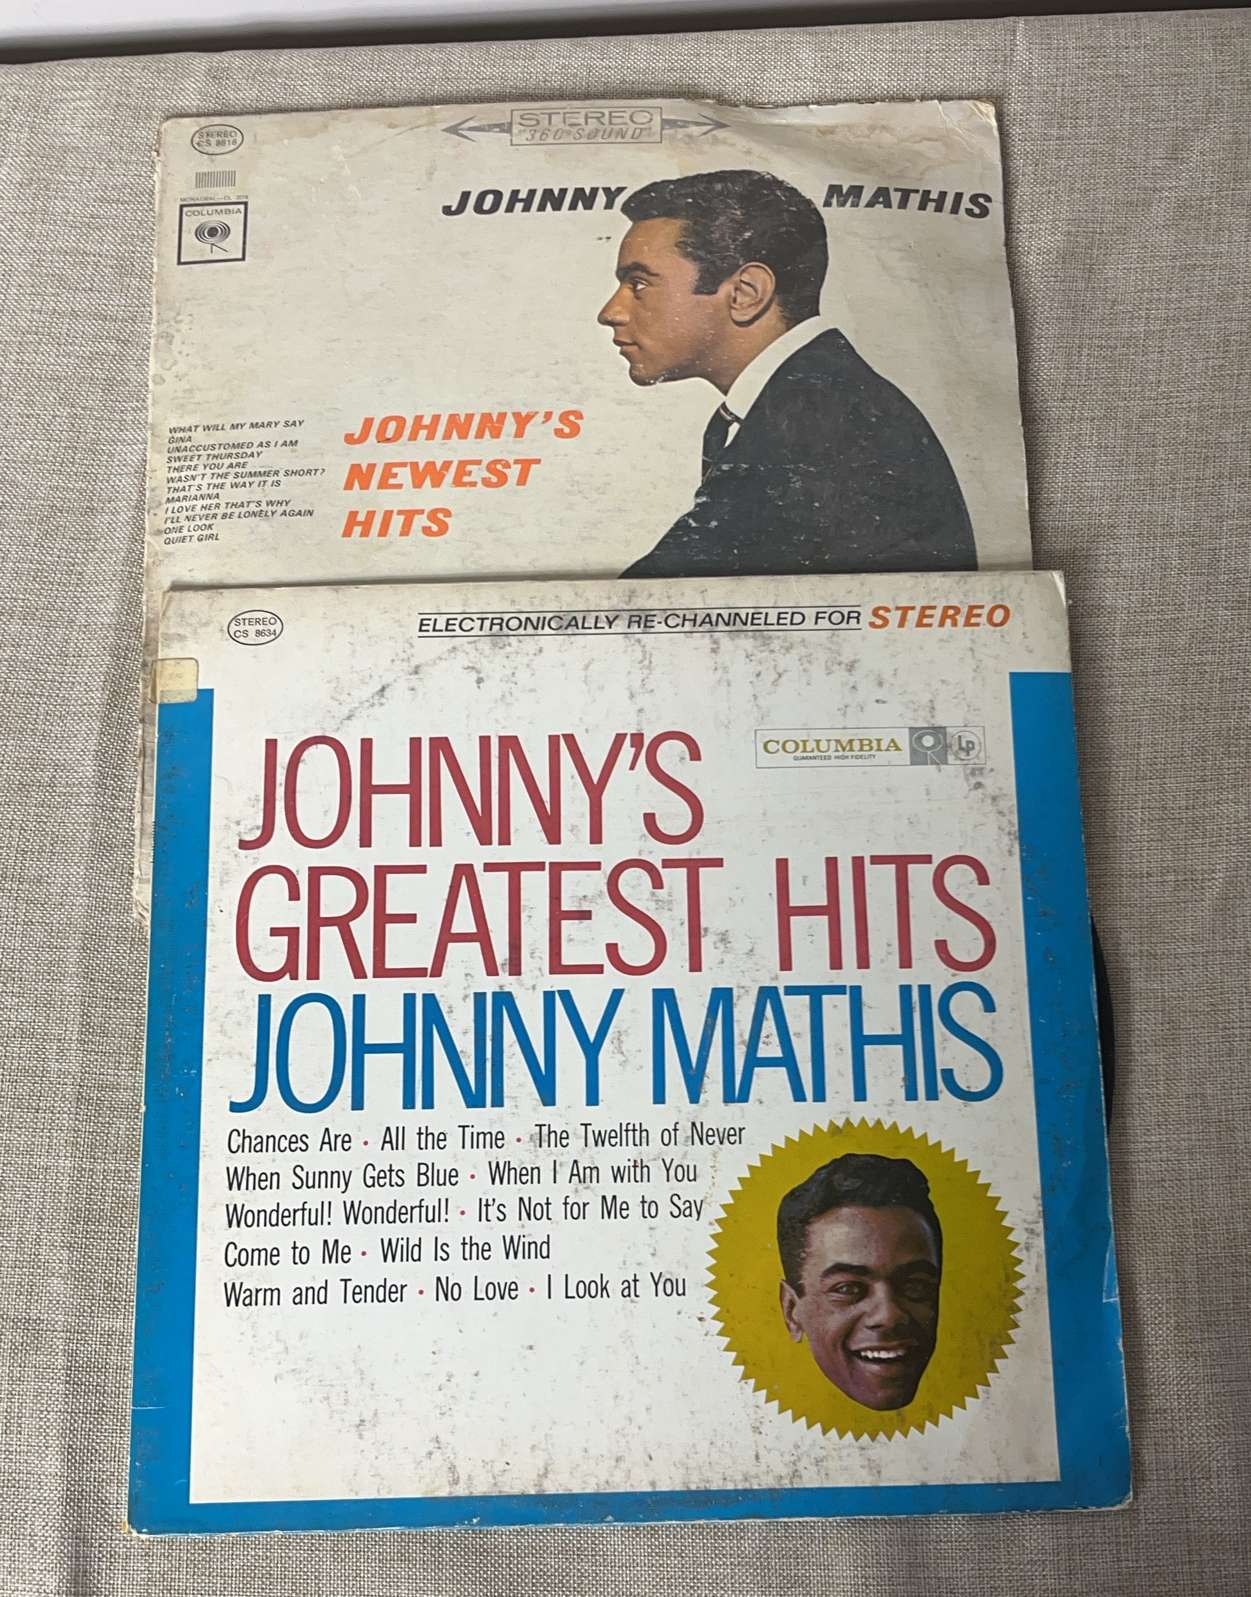 STEREO
CS 8816
STEREO
"360 SOUND"
COLUMBIA
JOHNNY MATHIS
WHAT WILL MY MARY SAY
GINA
UNACCUSTOMED AS I AM
SWEET THURSDAY
THERE YOU ARE
WASN'T THE SUMMER SHORT?
THAT'S THE WAY IT IS
MARIANNA
I LOVE HER THAT'S WHY
I'LL NEVER BE LONELY AGAIN
ONE LOOK
QUIET GIRL
JOHNNY'S
NEWEST
HITS
STEREO
CS 8634
ELECTRONICALLY RE-CHANNELED FOR STEREO
COLUMBIA Lp
GUARANTEED HIGH FIDELITY
JOHNNY'S
GREATEST HITS
JOHNNY MATHIS
Chances Are • All the Time • The Twelfth of Never
When Sunny Gets Blue • When I Am with You
Wonderful! Wonderful! • It's Not for Me to Say
Come to Me • Wild Is the Wind
Warm and Tender • No Love • I Look at You